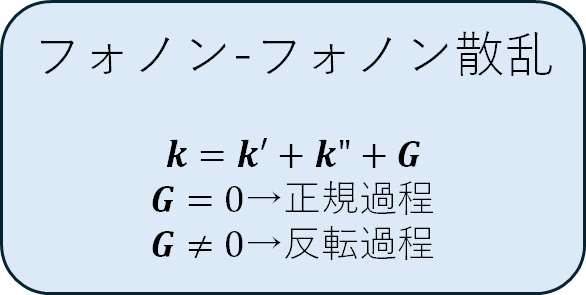 フォノン-フォノン散乱
k = k′ + k" + G
G = 0→正規過程
G ≠ 0→反転過程